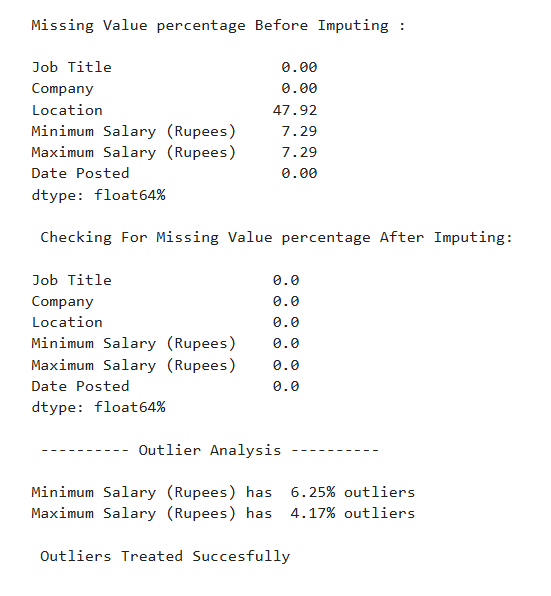 Missing Value percentage Before Imputing :
Job Title 0.00
Company 0.00
Location 47.92
Minimum Salary (Rupees) 7.29
Maximum Salary (Rupees) 7.29
Date Posted 0.00
dtype: float64%
Checking For Missing Value percentage After Imputing:
Job Title 0.0
Company 0.0
Location 0.0
Minimum Salary (Rupees) 0.0
Maximum Salary (Rupees) 0.0
Date Posted 0.0
dtype: float64%
---------- Outlier Analysis ----------
Minimum Salary (Rupees) has 6.25% outliers
Maximum Salary (Rupees) has 4.17% outliers
Outliers Treated Succesfully